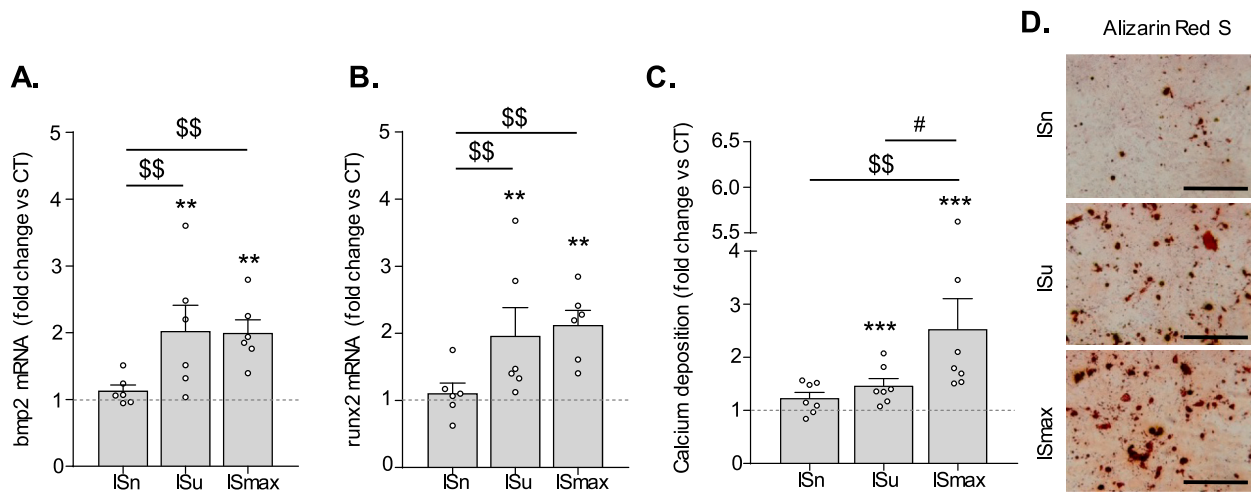 A.
bmp2 mRNA (fold change vs CT)
5
4
3
2
1
0
$$
$$
**
**
ISn ISu ISmax
B.
runx2 mRNA (fold change vs CT)
5
4
3
2
1
0
$$
$$
**
**
ISn ISu ISmax
C.
Calcium deposition (fold change vs CT)
6.5
6.0
5.5
4
3
2
1
0
#
$$
***
***
ISn ISu ISmax
D.
Alizarin Red S
ISn
ISu
ISmax